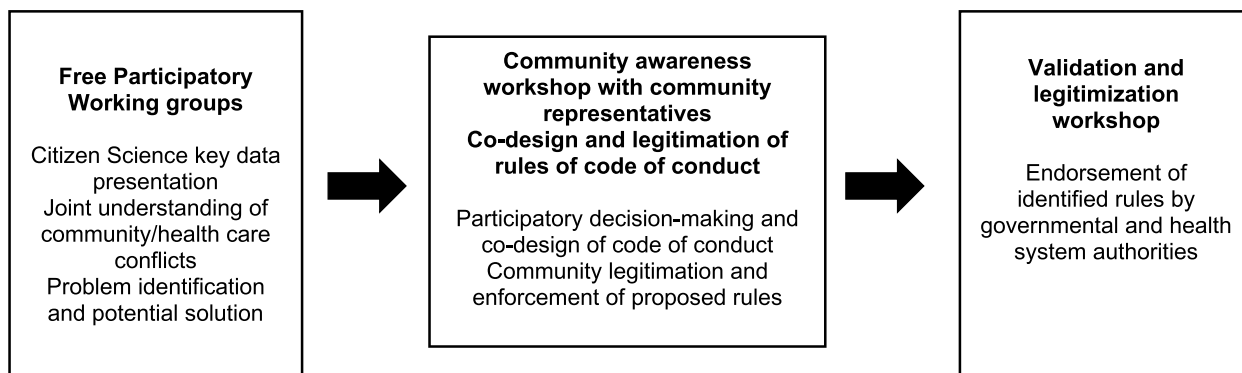 Free Participatory
Working groups
Citizen Science key data
presentation
Joint understanding of
community/health care
conflicts
Problem identification
and potential solution
Community awareness
workshop with community
representatives
Co-design and legitimation of
rules of code of conduct
Participatory decision-making and
co-design of code of conduct
Community legitimation and
enforcement of proposed rules
Validation and
legitimization
workshop
Endorsement of
identified rules by
governmental and health
system authorities